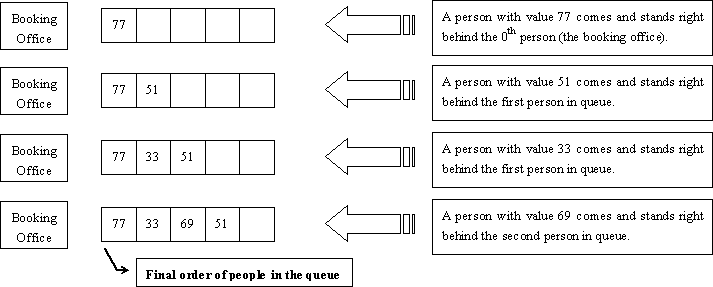 Booking
Office
77
A person with value 77 comes and stands right
behind the 0th person (the booking office).
Booking
Office
77 51
A person with value 51 comes and stands right
behind the first person in queue.
Booking
Office
77 33 51
A person with value 33 comes and stands right
behind the first person in queue.
Booking
Office
77 33 69 51
A person with value 69 comes and stands right
behind the second person in queue.
Final order of people in the queue